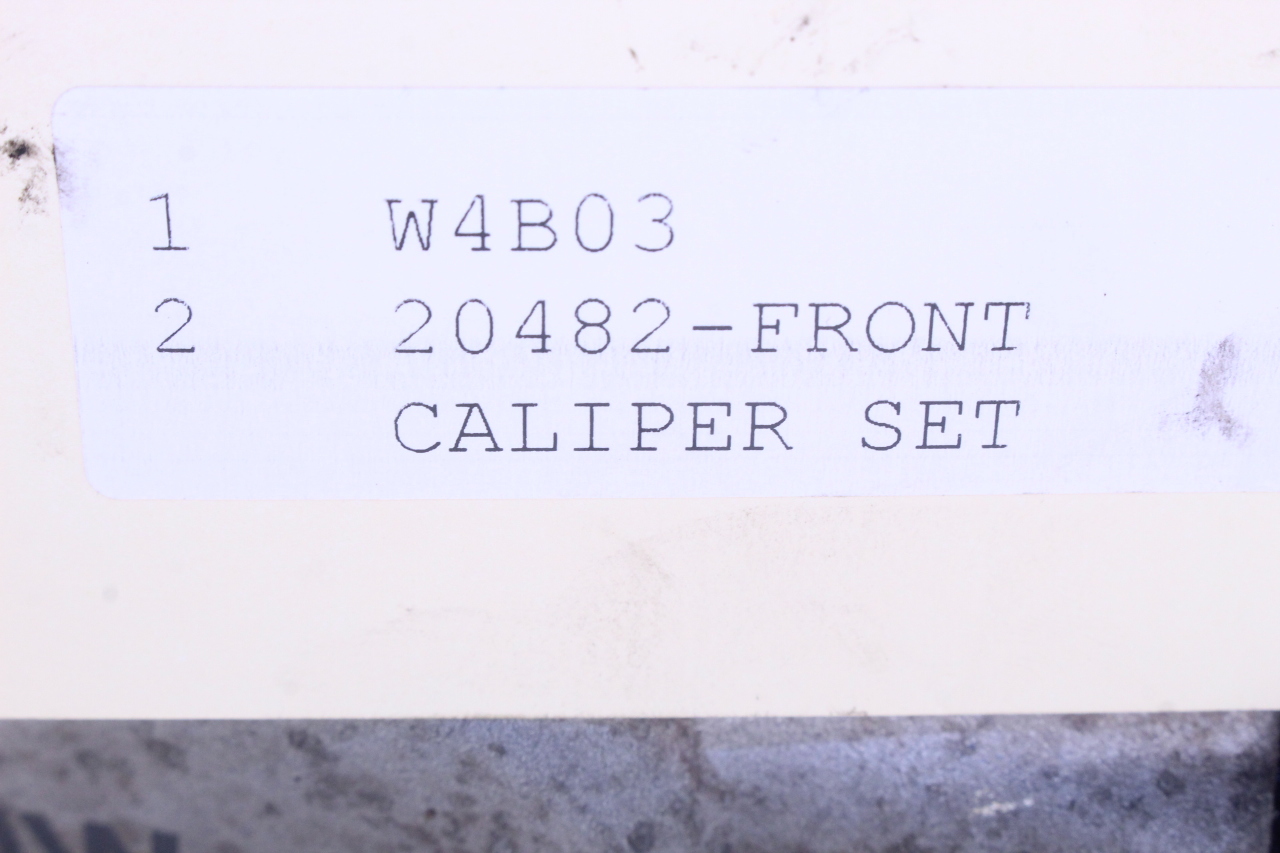 1 W4B03
2 20482-FRONT
CALIPER SET